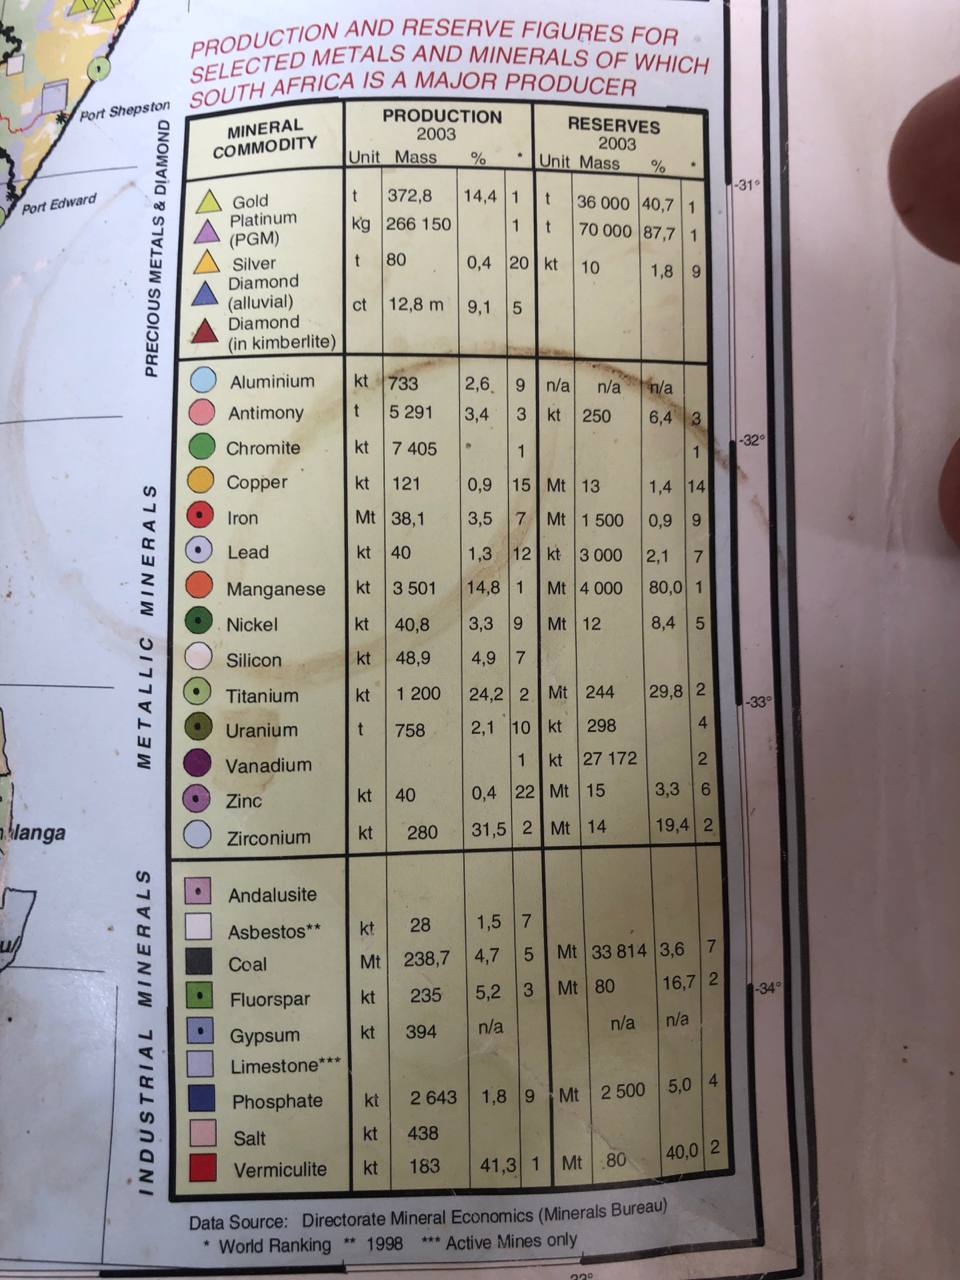 PRODUCTION AND RESERVE FIGURES FOR
SELECTED METALS AND MINERALS OF WHICH
SOUTH AFRICA IS A MAJOR PRODUCER
MINERAL COMMODITY PRODUCTION 2003 RESERVES 2003
Unit Mass % * Unit Mass % *
PRECIOUS METALS & DIAMOND
Gold t 372,8 14,4 1 t 36 000 40,7 1
Platinum (PGM) kg 266 150 1 t 70 000 87,7 1
Silver t 80 0,4 20 kt 10 1,8 9
Diamond (alluvial) ct 12,8 m 9,1 5
Diamond (in kimberlite)
METALLIC MINERALS
Aluminium kt 733 2,6 9 n/a n/a n/a
Antimony t 5 291 3,4 3 kt 250 6,4 3
Chromite kt 7 405 * 1 1
Copper kt 121 0,9 15 Mt 13 1,4 14
Iron Mt 38,1 3,5 7 Mt 1 500 0,9 9
Lead kt 40 1,3 12 kt 3 000 2,1 7
Manganese kt 3 501 14,8 1 Mt 4 000 80,0 1
Nickel kt 40,8 3,3 9 Mt 12 8,4 5
Silicon kt 48,9 4,9 7
Titanium kt 1 200 24,2 2 Mt 244 29,8 2
Uranium t 758 2,1 10 kt 298 4
Vanadium 1 kt 27 172 2
Zinc kt 40 0,4 22 Mt 15 3,3 6
Zirconium kt 280 31,5 2 Mt 14 19,4 2
INDUSTRIAL MINERALS
Andalusite
Asbestos** kt 28 1,5 7
Coal Mt 238,7 4,7 5 Mt 33 814 3,6 7
Fluorspar kt 235 5,2 3 Mt 80 16,7 2
Gypsum kt 394 n/a n/a n/a
Limestone***
Phosphate kt 2 643 1,8 9 Mt 2 500 5,0 4
Salt kt 438
Vermiculite kt 183 41,3 1 Mt 80 40,0 2
Data Source: Directorate Mineral Economics (Minerals Bureau)
* World Ranking ** 1998 *** Active Mines only
Port Shepston
Port Edward
langa
-31°
-32°
-33°
-34°